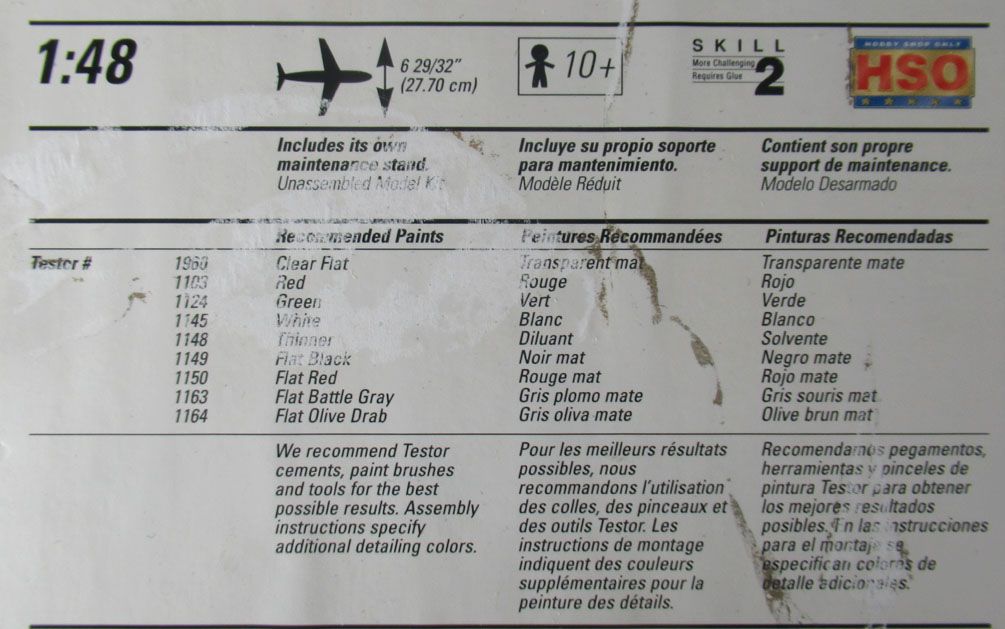 1:48
6 29/32"
(27.70 cm)
10+
SKILL
More Challenging
Requires Glue
2
HOBBY SHOP ONLY
HSO
Includes its own
maintenance stand.
Unassembled Model Kit
Incluye su propio soporte
para mantenimiento.
Modèle Réduit
Contient son propre
support de maintenance.
Modelo Desarmado
Recommended Paints Peintures Recommandées Pinturas Recomendadas
Testor # 1960 Clear Flat Transparent mat Transparente mate
1103 Red Rouge Rojo
1124 Green Vert Verde
1145 White Blanc Blanco
1148 Thinner Diluant Solvente
1149 Flat Black Noir mat Negro mate
1150 Flat Red Rouge mat Rojo mate
1163 Flat Battle Gray Gris plomo mate Gris souris mat
1164 Flat Olive Drab Gris oliva mate Olive brun mat
We recommend Testor
cements, paint brushes
and tools for the best
possible results. Assembly
instructions specify
additional detailing colors.
Pour les meilleurs résultats
possibles, nous
recommandons l'utilisation
des colles, des pinceaux et
des outils Testor. Les
instructions de montage
indiquent des couleurs
supplémentaires pour la
peinture des détails.
Recomendamos pegamentos,
herramientas y pinceles de
pintura Testor para obtener
los mejores resultados
posibles. En las instrucciones
para el montaje se
especifican colores de
detalle adicionales.